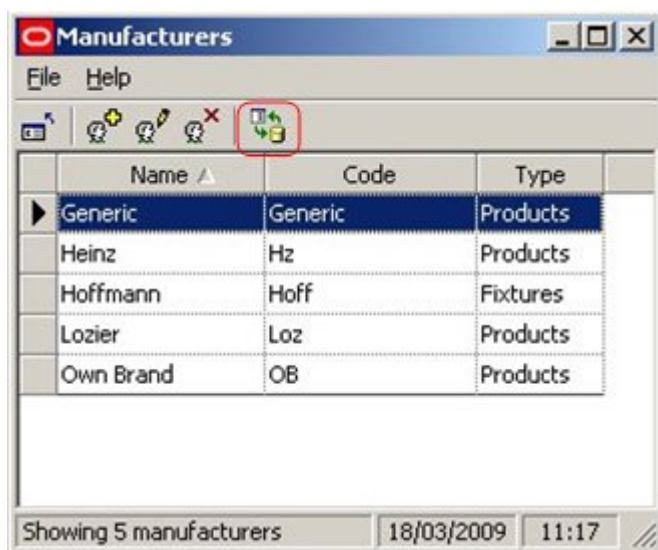 Manufacturers
File Help
Name Code Type
Generic Generic Products
Heinz Hz Products
Hoffmann Hoff Fixtures
Lozier Loz Products
Own Brand OB Products
Showing 5 manufacturers 18/03/2009 11:17